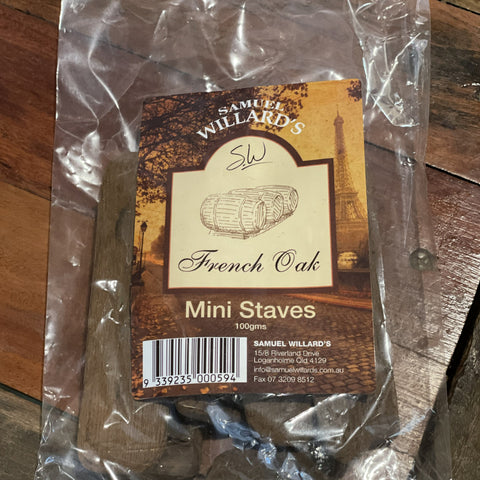 SAMUEL
WILLARD'S
S.W
French Oak
Mini Staves
100gms
SAMUEL WILLARD'S
15/8 Riverland Drive
Loganholme Qld 4129
info@samuelwillards.com.au
Fax 07 3209 8512
9 339235 000594